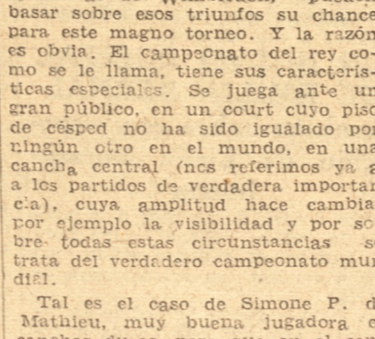 basar sobre esos triunfos su chance
para este magno torneo. Y la razón
es obvia. El campeonato del rey co-
mo se le llama, tiene sus caracterís-
ticas especiales. Se juega ante un
gran público, en un court cuyo piso
de césped no ha sido igualado por
ningún otro en el mundo, en una
cancha central (nos referimos ya a
a los partidos de verdadera importan
cia), cuya amplitud hace cambia
por ejemplo la visibilidad y por so
bre todas estas circunstancias se
trata del verdadero campeonato mun
dial.
Tal es el caso de Simone P. d
Mathieu, muy buena jugadora e